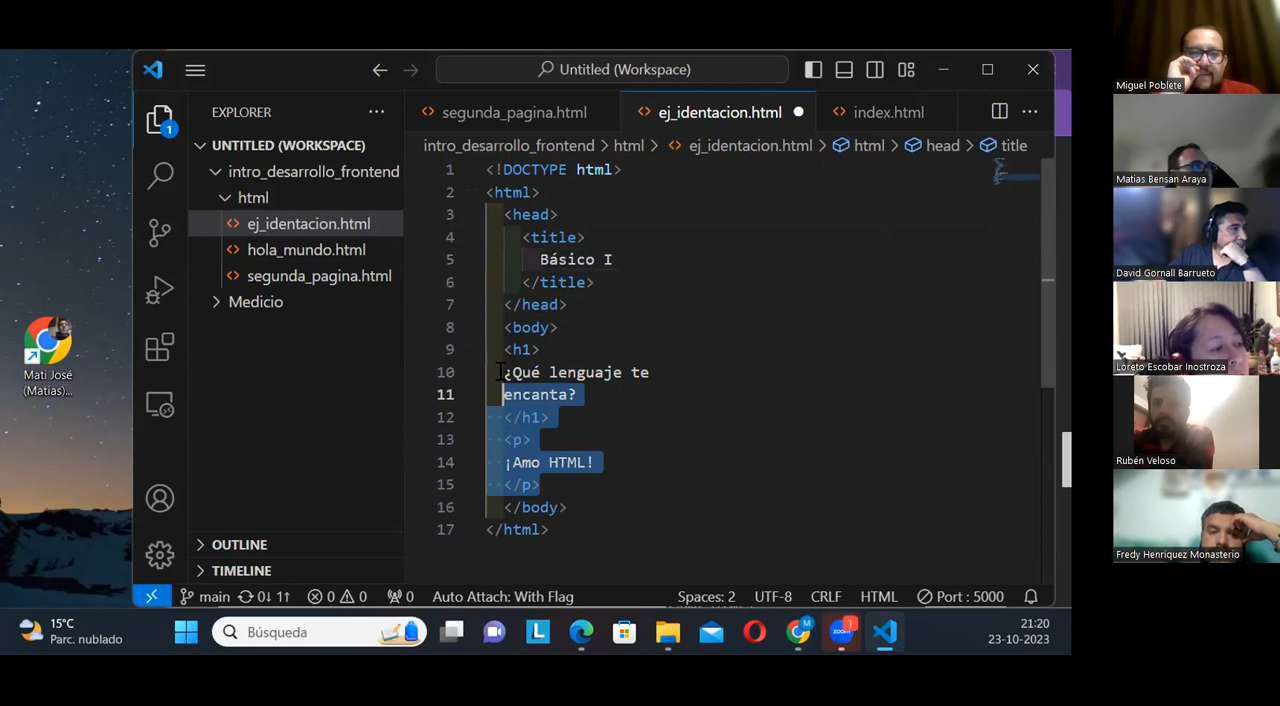 Untitled (Workspace)
EXPLORER
segunda_pagina.html
ej_identacion.html
index.html
1
UNTITLED (WORKSPACE)
intro_desarrollo_frontend > html > ej_identacion.html > html > head > title
intro_desarrollo_frontend
html
ej_identacion.html
hola_mundo.html
segunda_pagina.html
Medicio
OUTLINE
TIMELINE
1 <!DOCTYPE html>
2 <html>
3 <head>
4 <title>
5 Básico I
6 </title>
7 </head>
8 <body>
9 <h1>
10 ¿Qué lenguaje te
11 encanta?
12 </h1>
13 <p>
14 ¡Amo HTML!
15 </p>
16 </body>
17 </html>
main 0↓ 1↑ 0 0 0 Auto Attach: With Flag Spaces: 2 UTF-8 CRLF HTML Port : 5000
Mati José
(Matias)...
15°C
Parc. nublado
Búsqueda
L
M
1
21:20
23-10-2023
Miguel Poblete
Matias Bensan Araya
David Gornall Barrueto
Loreto Escobar Inostroza
Rubén Veloso
Fredy Henriquez Monasterio